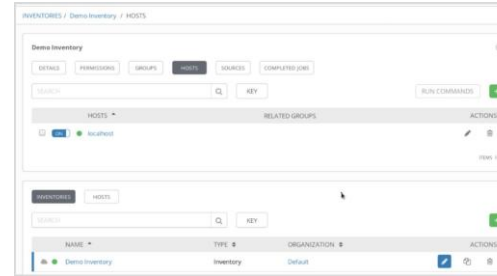 INVENTORIES / Demo Inventory / HOSTS
Demo Inventory
DETAILS PERMISSIONS GROUPS HOSTS SOURCES COMPLETED JOBS
SEARCH KEY RUN COMMANDS
HOSTS RELATED GROUPS ACTIONS
ON localhost
ITEMS
INVENTORIES HOSTS
SEARCH KEY
NAME TYPE ORGANIZATION ACTIONS
Demo Inventory Inventory Default